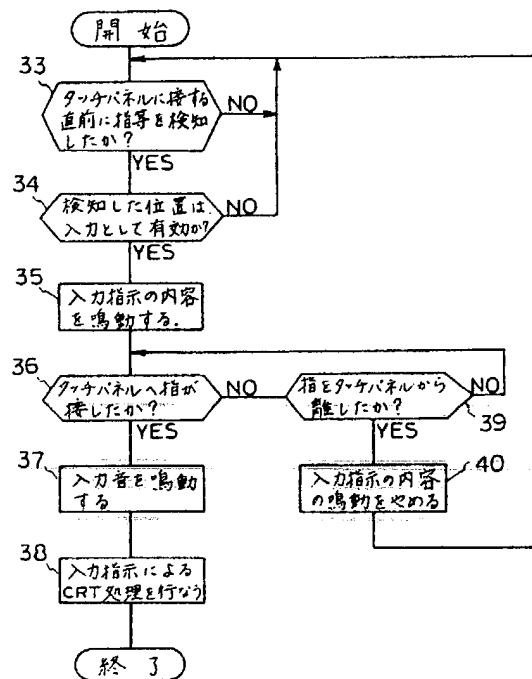 開始
33
タッチパネルに接する
直前に指等を検知
したか?
NO
YES
34
検知した位置は
入力として有効か?
NO
YES
35
入力指示の内容
を鳴動する.
36
タッチパネルへ指が
接したか?
NO
YES
指をタッチパネルから
離したか?
NO
39
YES
37
入力音を鳴動
する
40
入力指示の内容
の鳴動をやめる
38
入力指示による
CRT処理を行なう
終了